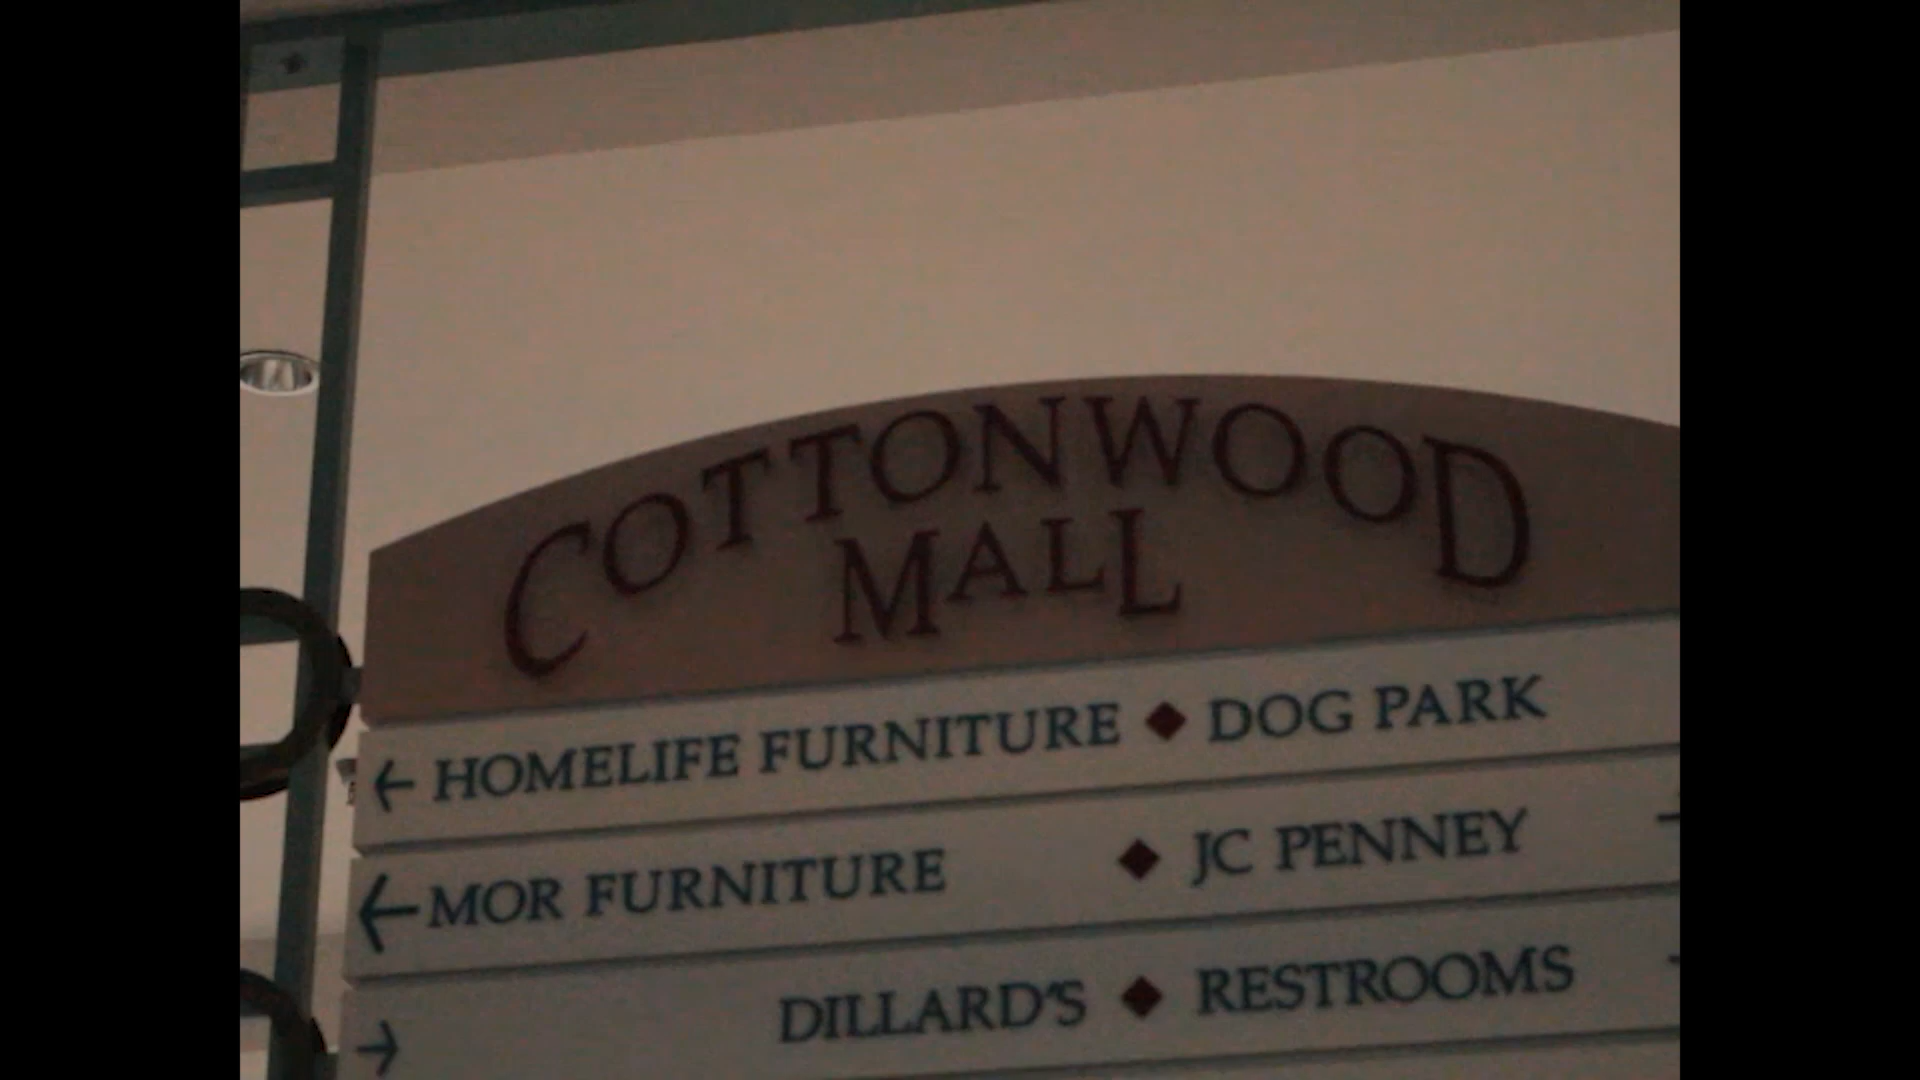 COTTONWOOD
MALL
← HOMELIFE FURNITURE ◆ DOG PARK
← MOR FURNITURE ◆ JC PENNEY →
→ DILLARD'S ◆ RESTROOMS